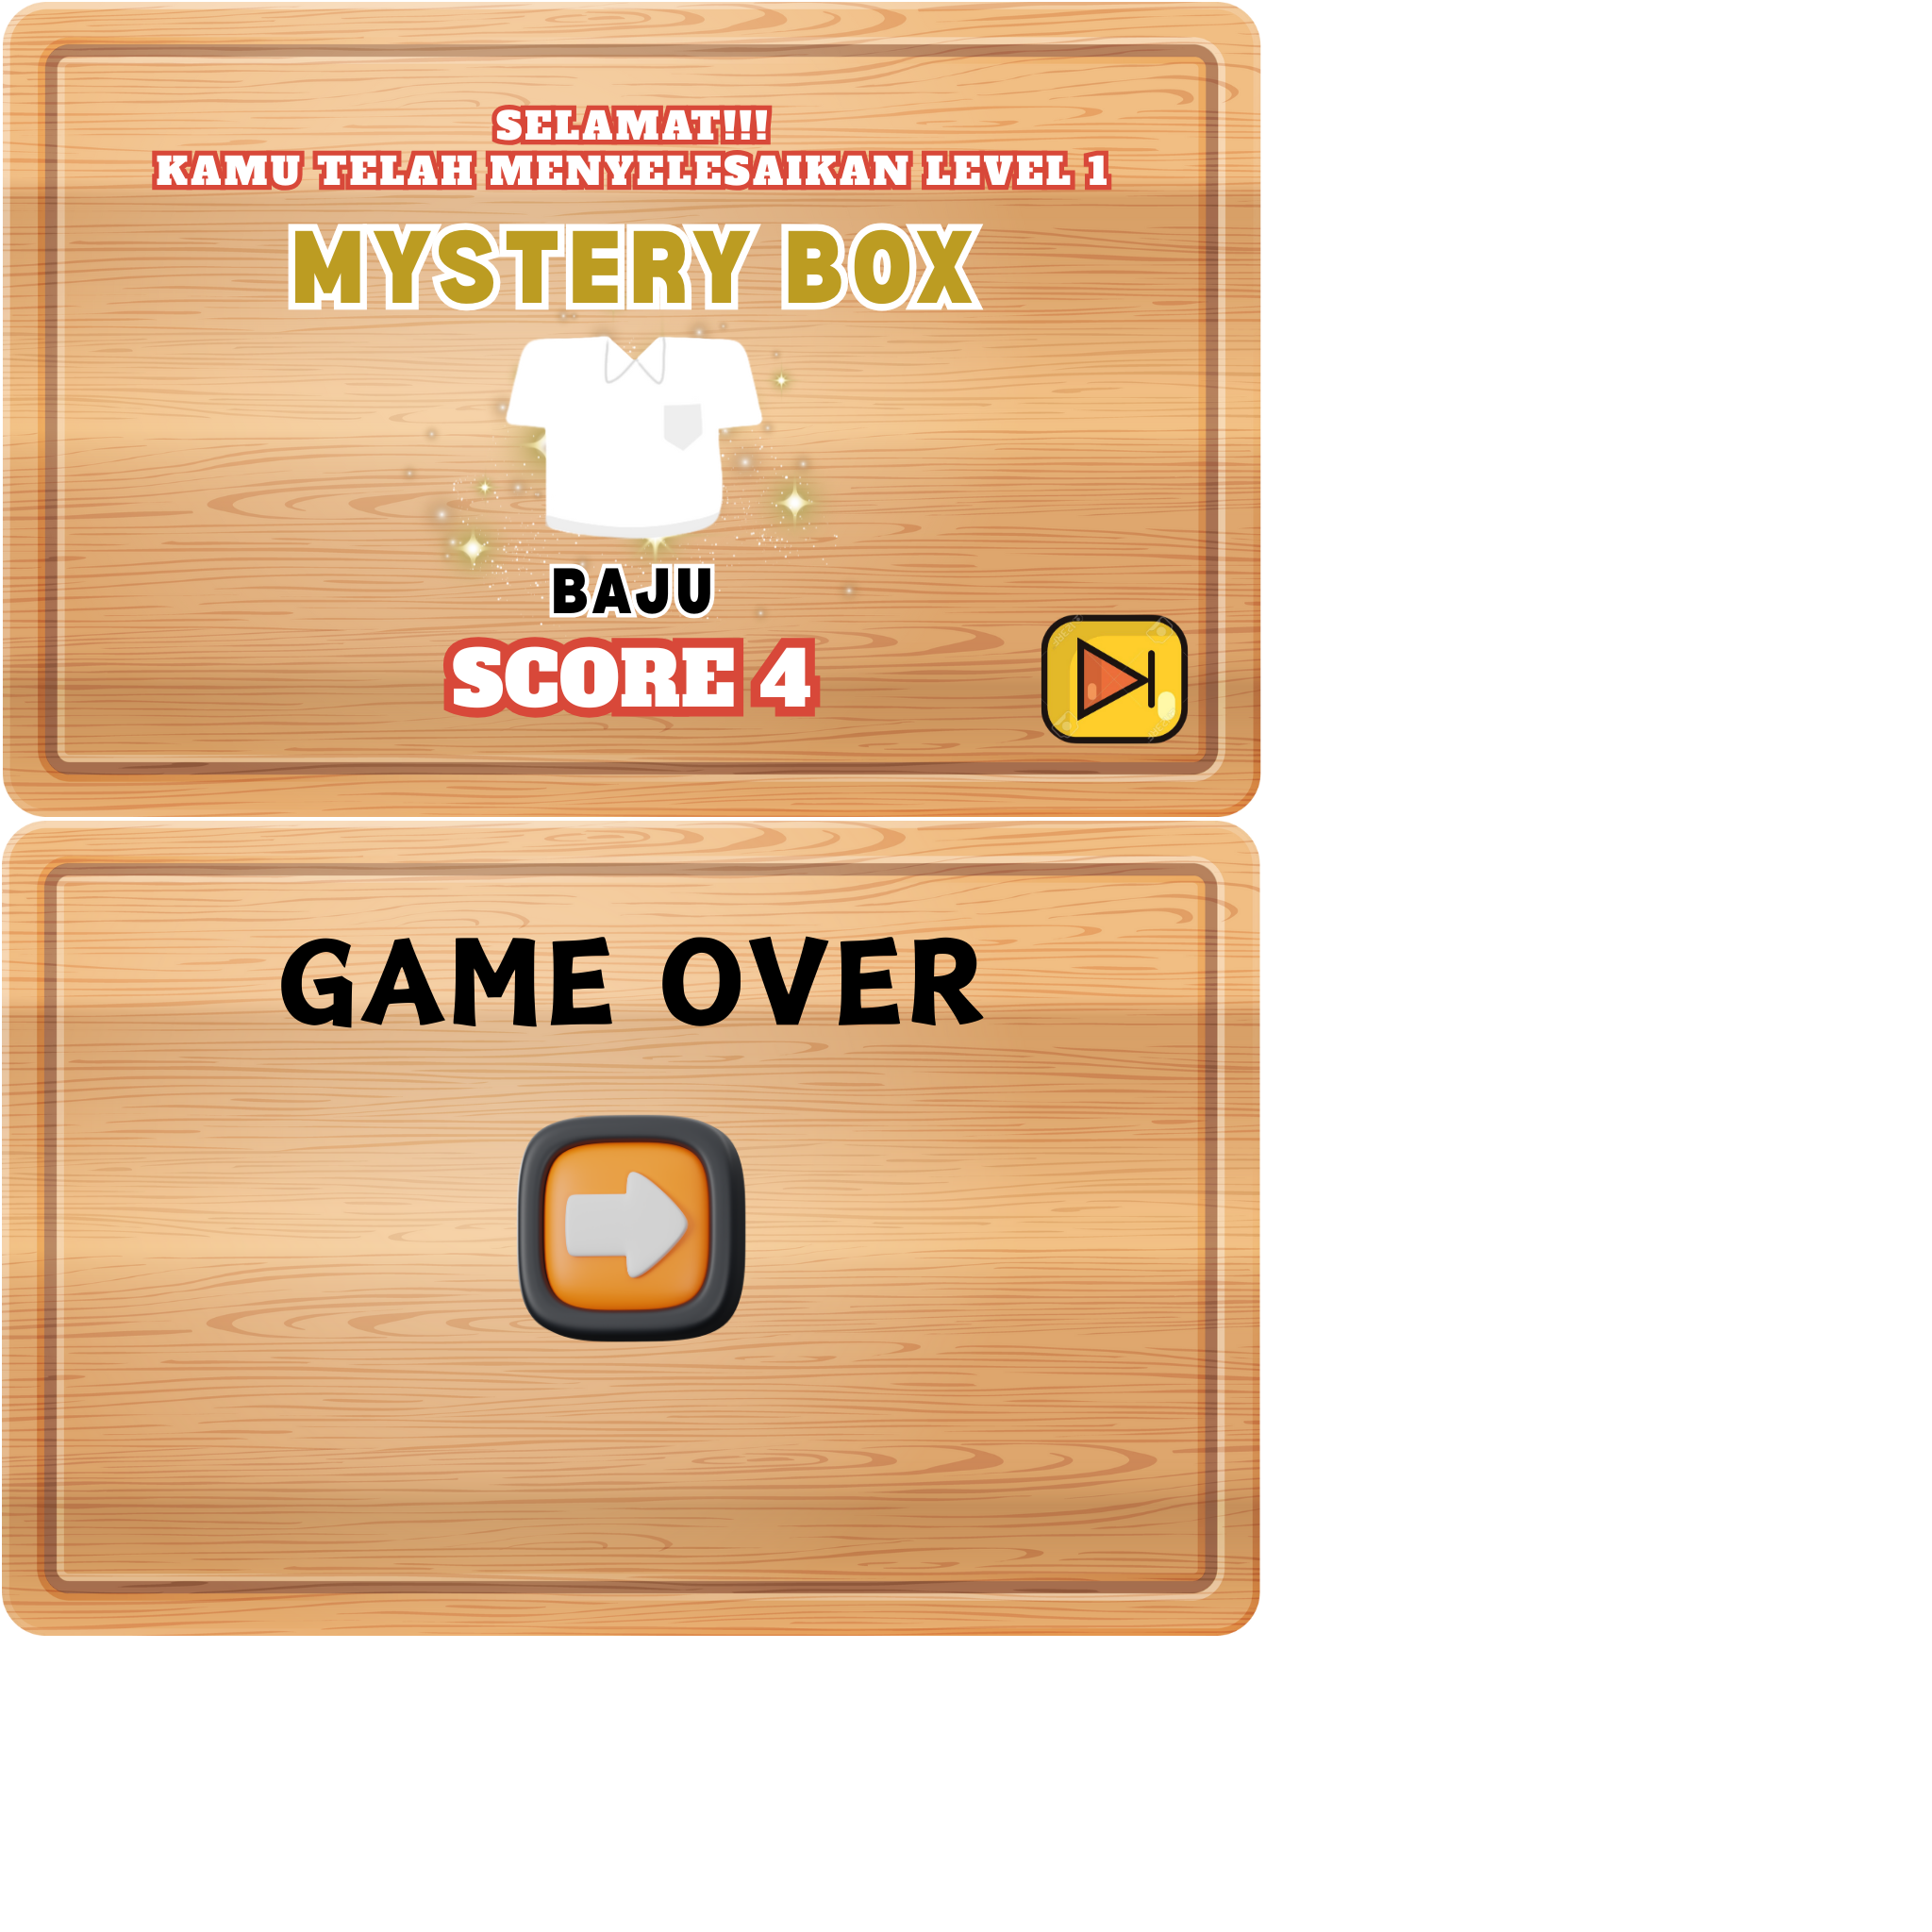 SELAMAT!!!
KAMU TELAH MENYELESAIKAN LEVEL 1
MYSTERY BOX
BAJU
SCORE 4
GAME OVER